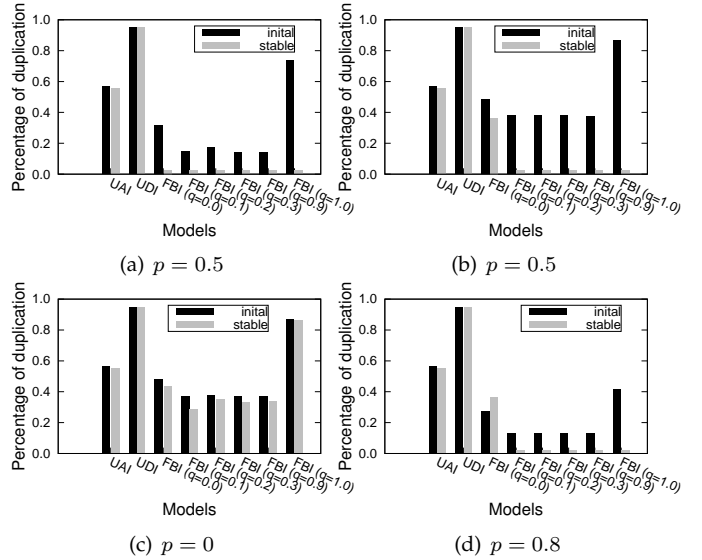 Percentage of duplication
1.0
0.8
0.6
0.4
0.2
0.0
inital
stable
UAI
UDI
FBI (q=0.0)
FBI (q=0.1)
FBI (q=0.2)
FBI (q=0.3)
FBI (q=0.9)
FBI (q=1.0)
Models
(a) p = 0.5
Percentage of duplication
1.0
0.8
0.6
0.4
0.2
0.0
inital
stable
UAI
UDI
FBI (q=0.0)
FBI (q=0.1)
FBI (q=0.2)
FBI (q=0.3)
FBI (q=0.9)
FBI (q=1.0)
Models
(b) p = 0.5
Percentage of duplication
1.0
0.8
0.6
0.4
0.2
0.0
inital
stable
UAI
UDI
FBI (q=0.0)
FBI (q=0.1)
FBI (q=0.2)
FBI (q=0.3)
FBI (q=0.9)
FBI (q=1.0)
Models
(c) p = 0
Percentage of duplication
1.0
0.8
0.6
0.4
0.2
0.0
inital
stable
UAI
UDI
FBI (q=0.0)
FBI (q=0.1)
FBI (q=0.2)
FBI (q=0.3)
FBI (q=0.9)
FBI (q=1.0)
Models
(d) p = 0.8